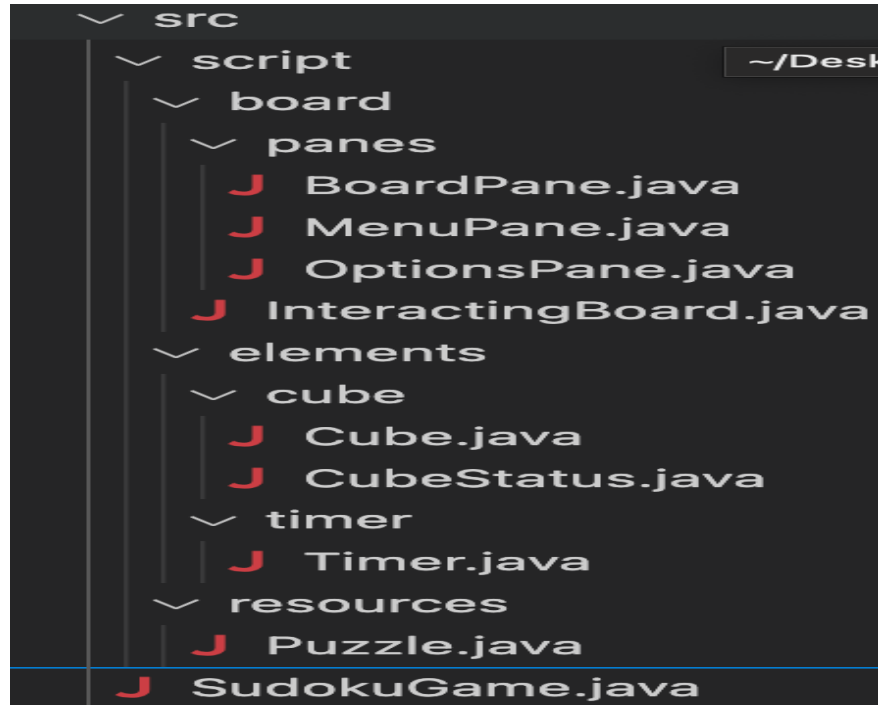 src
script
~/Desk
board
panes
J BoardPane.java
J MenuPane.java
J OptionsPane.java
J InteractingBoard.java
elements
cube
J Cube.java
J CubeStatus.java
timer
J Timer.java
resources
J Puzzle.java
J SudokuGame.java